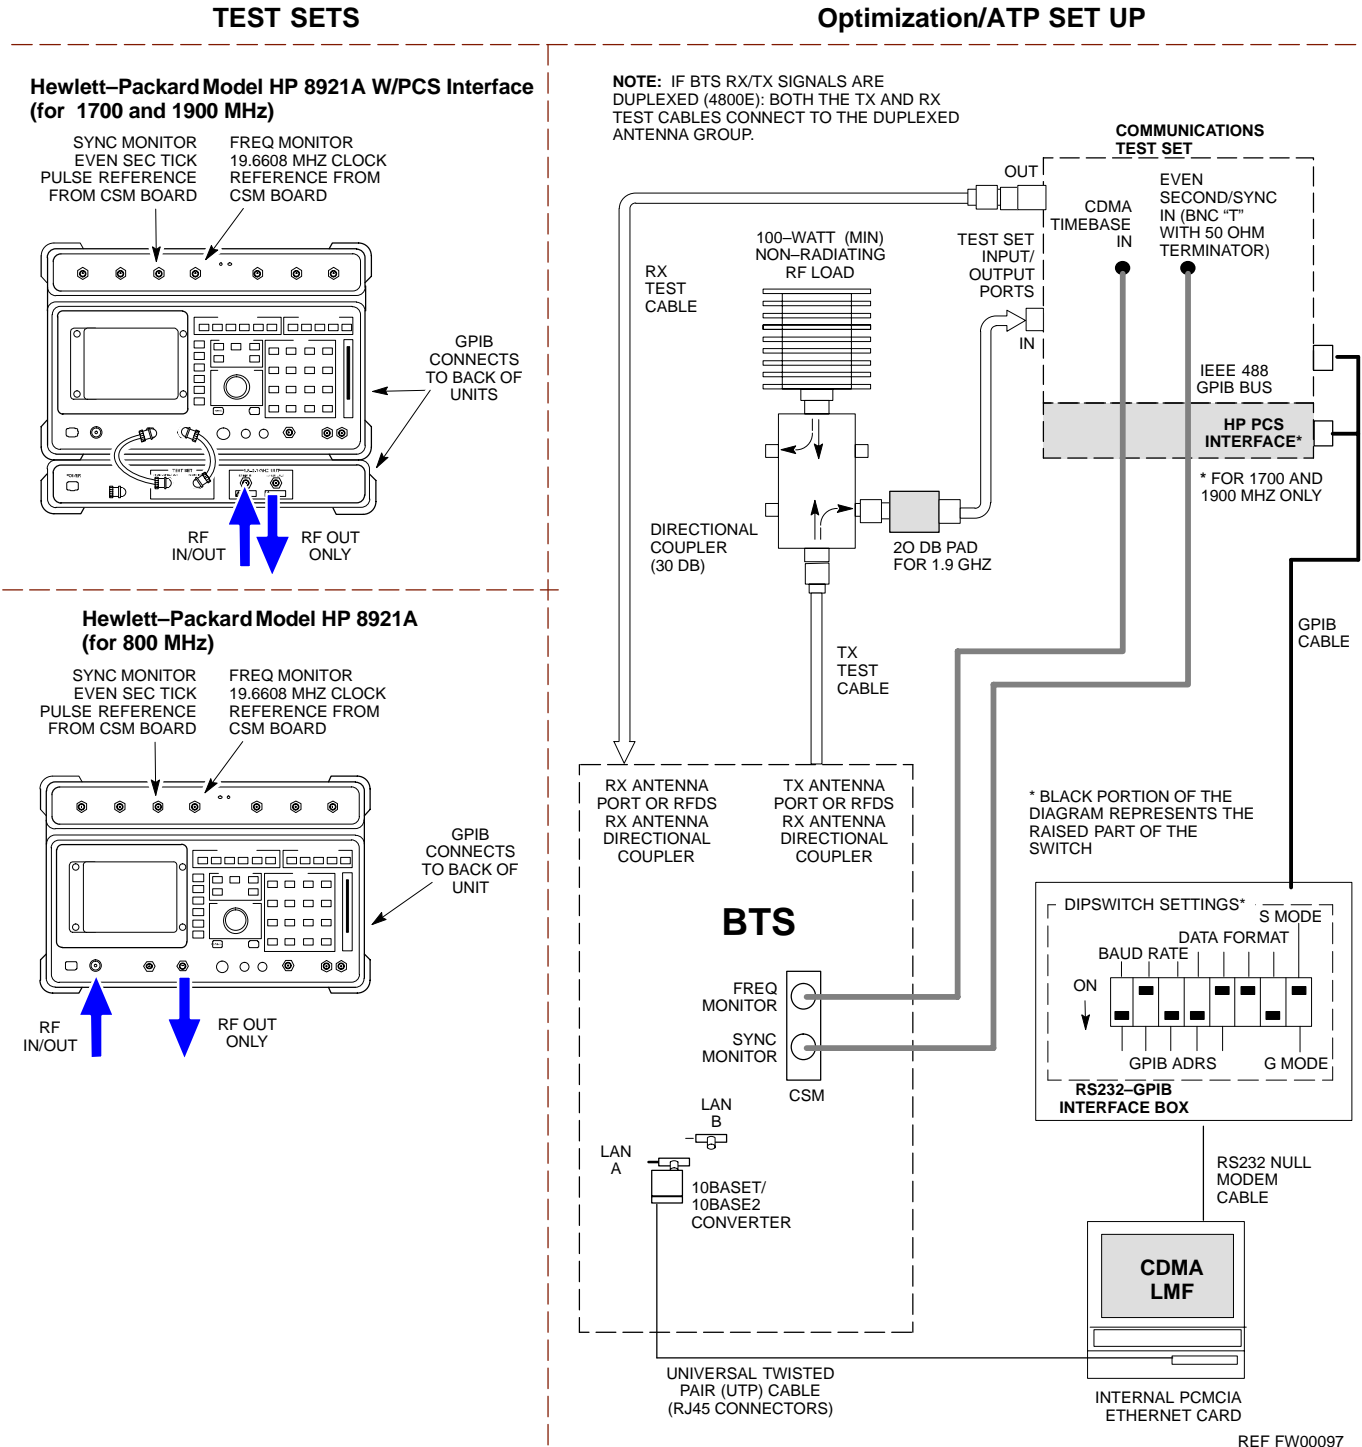 TEST SETS
Optimization/ATP SET UP
Hewlett–Packard Model HP 8921A W/PCS Interface
(for 1700 and 1900 MHz)
SYNC MONITOR
EVEN SEC TICK
PULSE REFERENCE
FROM CSM BOARD
FREQ MONITOR
19.6608 MHZ CLOCK
REFERENCE FROM
CSM BOARD
GPIB
CONNECTS
TO BACK OF
UNITS
RF
IN/OUT
RF OUT
ONLY
Hewlett–Packard Model HP 8921A
(for 800 MHz)
SYNC MONITOR
EVEN SEC TICK
PULSE REFERENCE
FROM CSM BOARD
FREQ MONITOR
19.6608 MHZ CLOCK
REFERENCE FROM
CSM BOARD
GPIB
CONNECTS
TO BACK OF
UNIT
RF
IN/OUT
RF OUT
ONLY
NOTE: IF BTS RX/TX SIGNALS ARE
DUPLEXED (4800E): BOTH THE TX AND RX
TEST CABLES CONNECT TO THE DUPLEXED
ANTENNA GROUP.
COMMUNICATIONS
TEST SET
OUT
CDMA
TIMEBASE
IN
EVEN
SECOND/SYNC
IN (BNC “T”
WITH 50 OHM
TERMINATOR)
TEST SET
INPUT/
OUTPUT
PORTS
IN
RX
TEST
CABLE
100–WATT (MIN)
NON–RADIATING
RF LOAD
IEEE 488
GPIB BUS
HP PCS
INTERFACE*
* FOR 1700 AND
1900 MHZ ONLY
DIRECTIONAL
COUPLER
(30 DB)
2O DB PAD
FOR 1.9 GHZ
TX
TEST
CABLE
GPIB
CABLE
RX ANTENNA
PORT OR RFDS
RX ANTENNA
DIRECTIONAL
COUPLER
TX ANTENNA
PORT OR RFDS
RX ANTENNA
DIRECTIONAL
COUPLER
* BLACK PORTION OF THE
DIAGRAM REPRESENTS THE
RAISED PART OF THE
SWITCH
BTS
DIPSWITCH SETTINGS*
S MODE
DATA FORMAT
BAUD RATE
ON
GPIB ADRS
G MODE
RS232–GPIB
INTERFACE BOX
FREQ
MONITOR
SYNC
MONITOR
CSM
LAN
B
LAN
A
10BASET/
10BASE2
CONVERTER
RS232 NULL
MODEM
CABLE
CDMA
LMF
UNIVERSAL TWISTED
PAIR (UTP) CABLE
(RJ45 CONNECTORS)
INTERNAL PCMCIA
ETHERNET CARD
REF FW00097